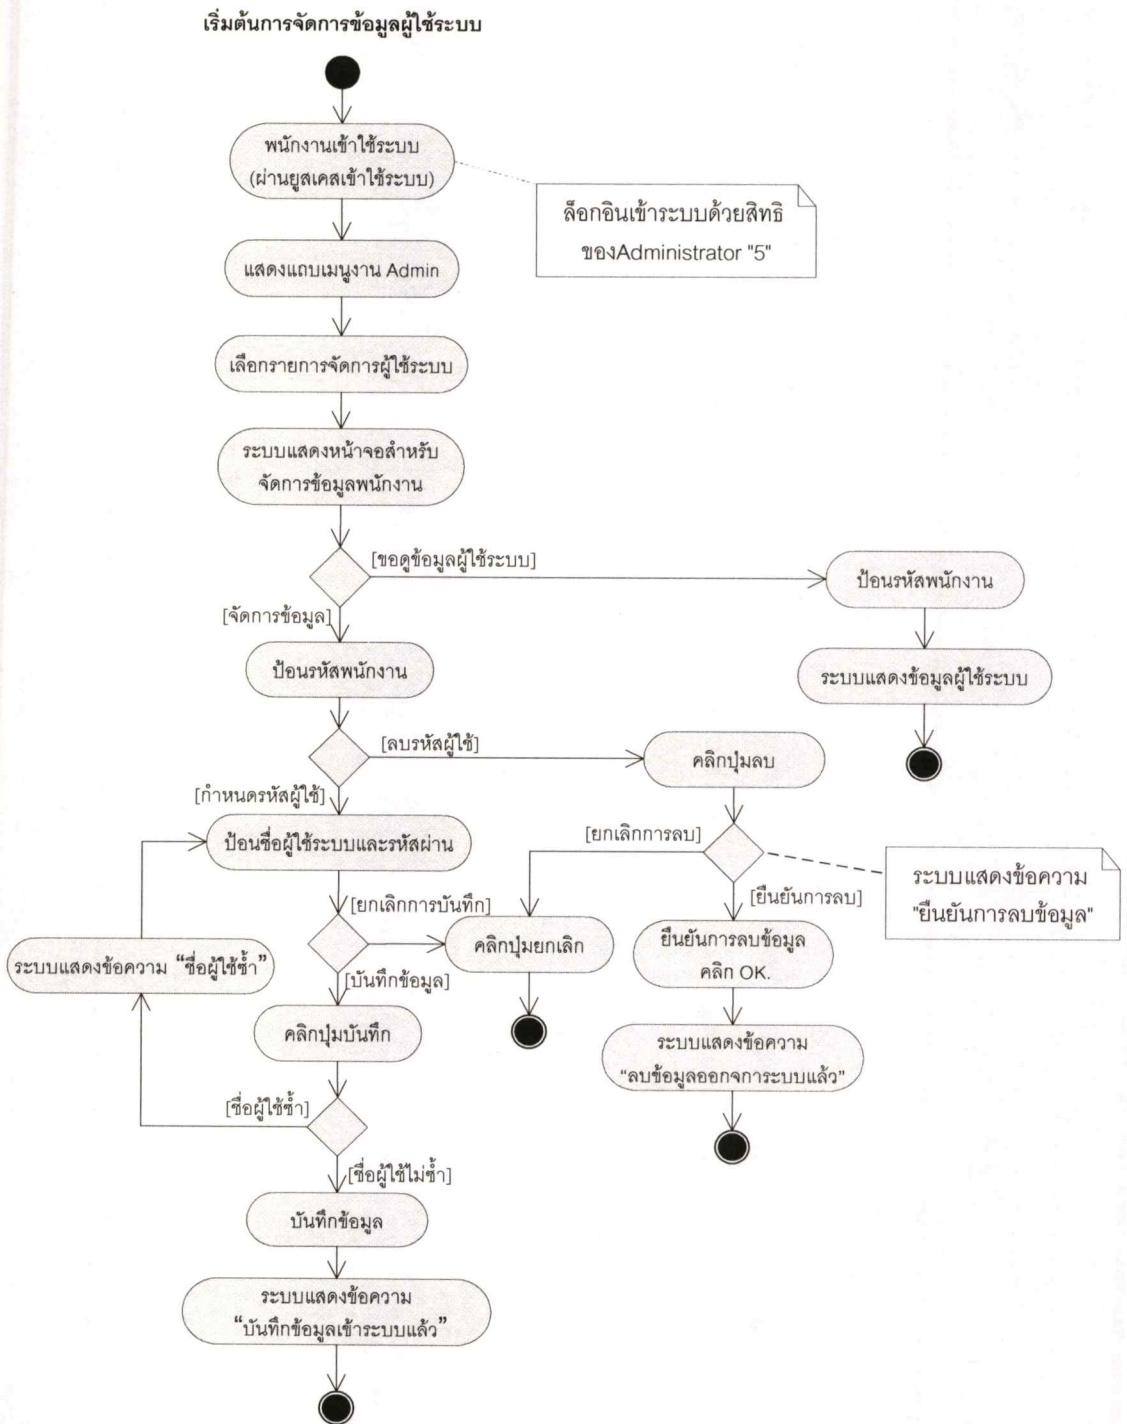 เริ่มต้นการจัดการข้อมูลผู้ใช้ระบบ
พนักงานเข้าใช้ระบบ
(ผ่านยูสเคสเข้าใช้ระบบ)
ล็อกอินเข้าระบบด้วยสิทธิ
ของAdministrator "5"
แสดงแถบเมนูงาน Admin
เลือกรายการจัดการผู้ใช้ระบบ
ระบบแสดงหน้าจอสำหรับ
จัดการข้อมูลพนักงาน
[ขอดูข้อมูลผู้ใช้ระบบ]
ป้อนรหัสพนักงาน
[จัดการข้อมูล]
ป้อนรหัสพนักงาน
ระบบแสดงข้อมูลผู้ใช้ระบบ
[ลบรหัสผู้ใช้]
คลิกปุ่มลบ
[กำหนดรหัสผู้ใช้]
ป้อนชื่อผู้ใช้ระบบและรหัสผ่าน
[ยกเลิกการลบ]
ระบบแสดงข้อความ
"ยืนยันการลบข้อมูล"
[ยืนยันการลบ]
[ยกเลิกการบันทึก]
คลิกปุ่มยกเลิก
ยืนยันการลบข้อมูล
คลิก OK.
ระบบแสดงข้อความ “ชื่อผู้ใช้ซ้ำ”
[บันทึกข้อมูล]
คลิกปุ่มบันทึก
ระบบแสดงข้อความ
“ลบข้อมูลออกจการะบบแล้ว”
[ชื่อผู้ใช้ซ้ำ]
[ชื่อผู้ใช้ไม่ซ้ำ]
บันทึกข้อมูล
ระบบแสดงข้อความ
“บันทึกข้อมูลเข้าระบบแล้ว”